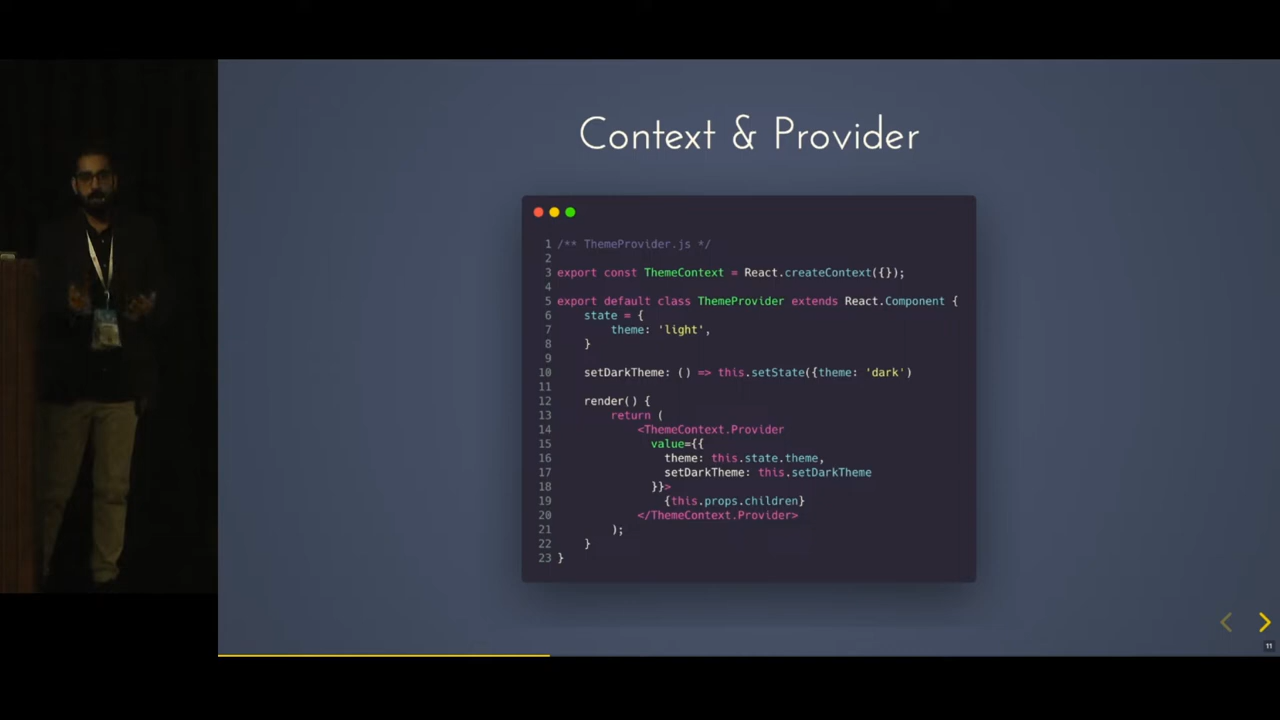 Context & Provider
1 /** ThemeProvider.js */
2
3 export const ThemeContext = React.createContext({});
4
5 export default class ThemeProvider extends React.Component {
6 state = {
7 theme: 'light',
8 }
9
10 setDarkTheme: () => this.setState({theme: 'dark')
11
12 render() {
13 return (
14 <ThemeContext.Provider
15 value={{
16 theme: this.state.theme,
17 setDarkTheme: this.setDarkTheme
18 }}>
19 {this.props.children}
20 </ThemeContext.Provider>
21 );
22 }
23 }
11